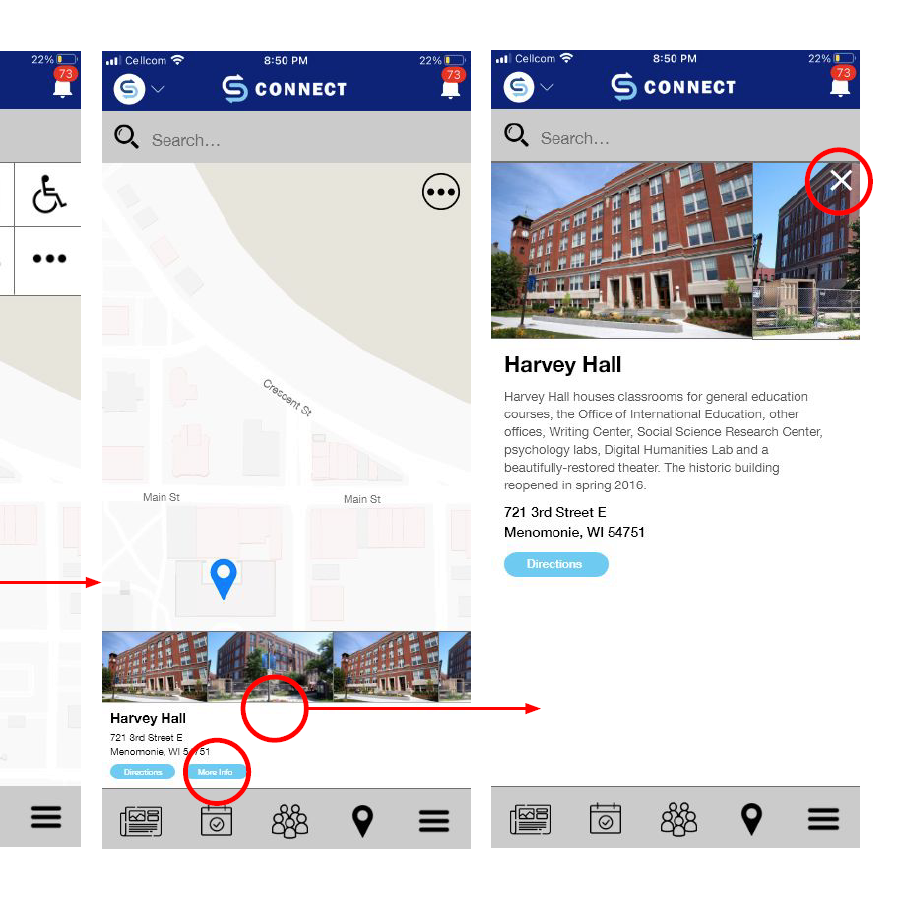 22%
73
Cellcom
8:50 PM
22%
73
CONNECT
Search...
Crescent St
Main St
Main St
Harvey Hall
721 3rd Street E
Menomonie, WI 54751
Directions
More Info
Cellcom
8:50 PM
22%
73
CONNECT
Search...
Harvey Hall
Harvey Hall houses classrooms for general education
courses, the Office of International Education, other
offices, Writing Center, Social Science Research Center,
psychology labs, Digital Humanities Lab and a
beautifully-restored theater. The historic building
reopened in spring 2016.
721 3rd Street E
Menomonie, WI 54751
Directions